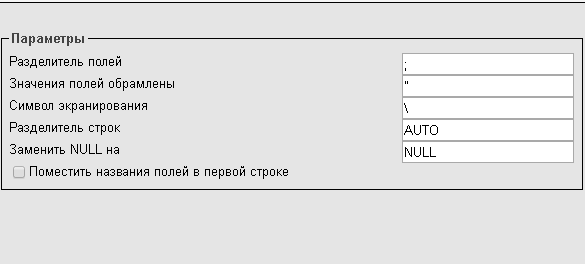 Параметры
Разделитель полей ;
Значения полей обрамлены "
Символ экранирования \
Разделитель строк AUTO
Заменить NULL на NULL
Поместить названия полей в первой строке